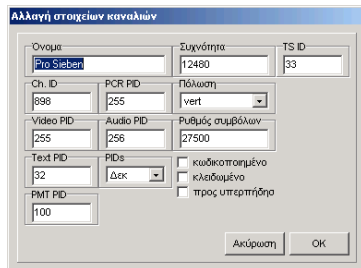 Αλλαγή στοιχείων καναλιών
Όνομα Συχνότητα TS ID
Pro Sieben 12480 33
Ch. ID PCR PID Πόλωση
898 255 vert
Video PID Audio PID Ρυθμός συμβόλων
255 256 27500
Text PID PIDs κωδικοποιημένο
32 Δεκ κλειδωμένο
PMT PID προς υπερπήδησ
100
Ακύρωση OK